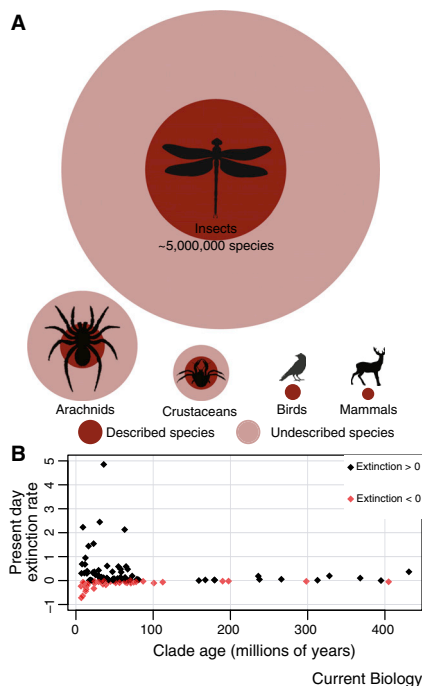 A
Insects
~5,000,000 species
Arachnids
Crustaceans
Birds
Mammals
Described species
Undescribed species
B
Present day
extinction rate
5
4
3
2
1
0
−1
Extinction > 0
Extinction < 0
0 100 200 300 400
Clade age (millions of years)
Current Biology